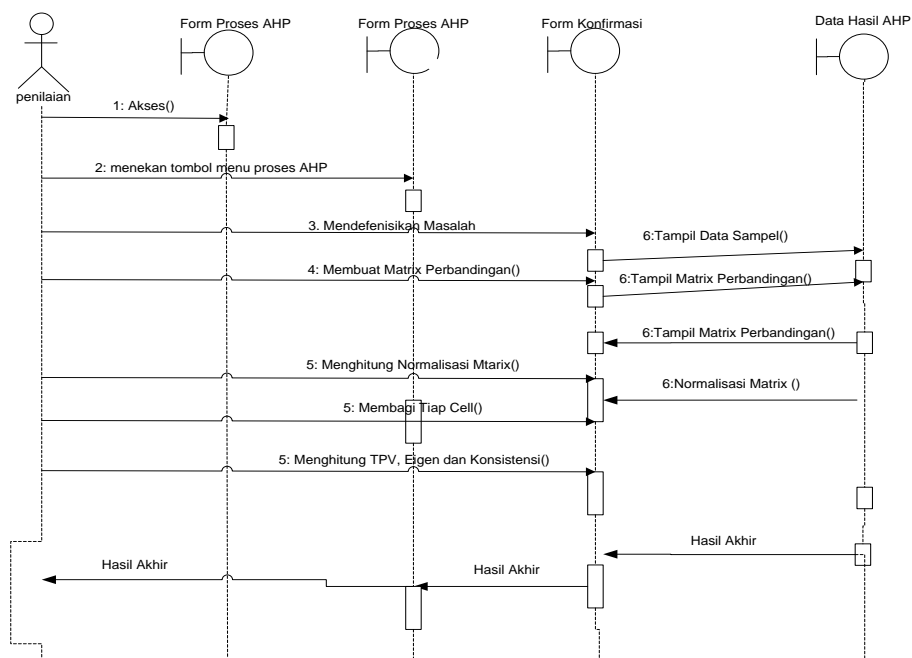 Form Proses AHP
Form Proses AHP
Form Konfirmasi
Data Hasil AHP
penilaian
1: Akses()
2: menekan tombol menu proses AHP
3. Mendefenisikan Masalah
6:Tampil Data Sampel()
4: Membuat Matrix Perbandingan()
6:Tampil Matrix Perbandingan()
6:Tampil Matrix Perbandingan()
5: Menghitung Normalisasi Mtarix()
6:Normalisasi Matrix ()
5: Membagi Tiap Cell()
5: Menghitung TPV, Eigen dan Konsistensi()
Hasil Akhir
Hasil Akhir
Hasil Akhir